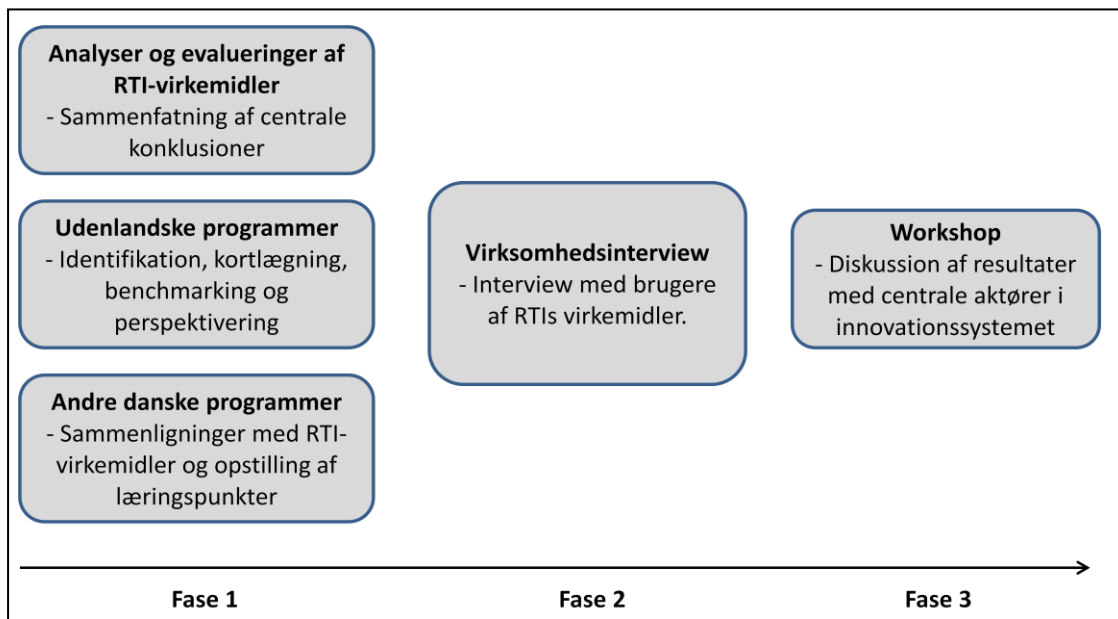 Analyser og evalueringer af
RTI-virkemidler
- Sammenfatning af centrale
konklusioner
Udenlandske programmer
- Identifikation, kortlægning,
benchmarking og
perspektivering
Andre danske programmer
- Sammenligninger med RTI-
virkemidler og opstilling af
læringspunkter
Virksomhedsinterview
- Interview med brugere
af RTIs virkemidler.
Workshop
- Diskussion af resultater
med centrale aktører i
innovationssystemet
Fase 1
Fase 2
Fase 3